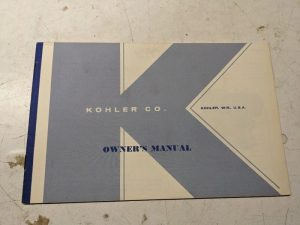 KOHLER CO.
KOHLER, WIS., U.S.A.
OWNER'S MANUAL